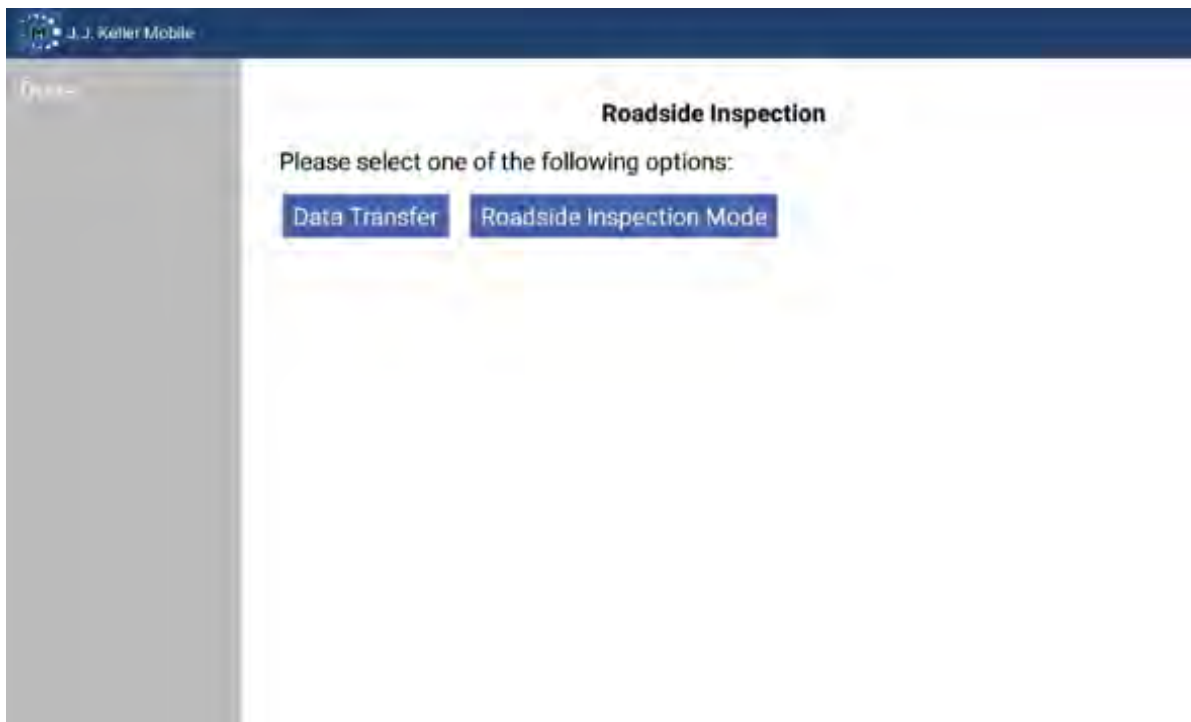 J. J. Keller Mobile
Roadside Inspection
Please select one of the following options:
Data Transfer Roadside Inspection Mode